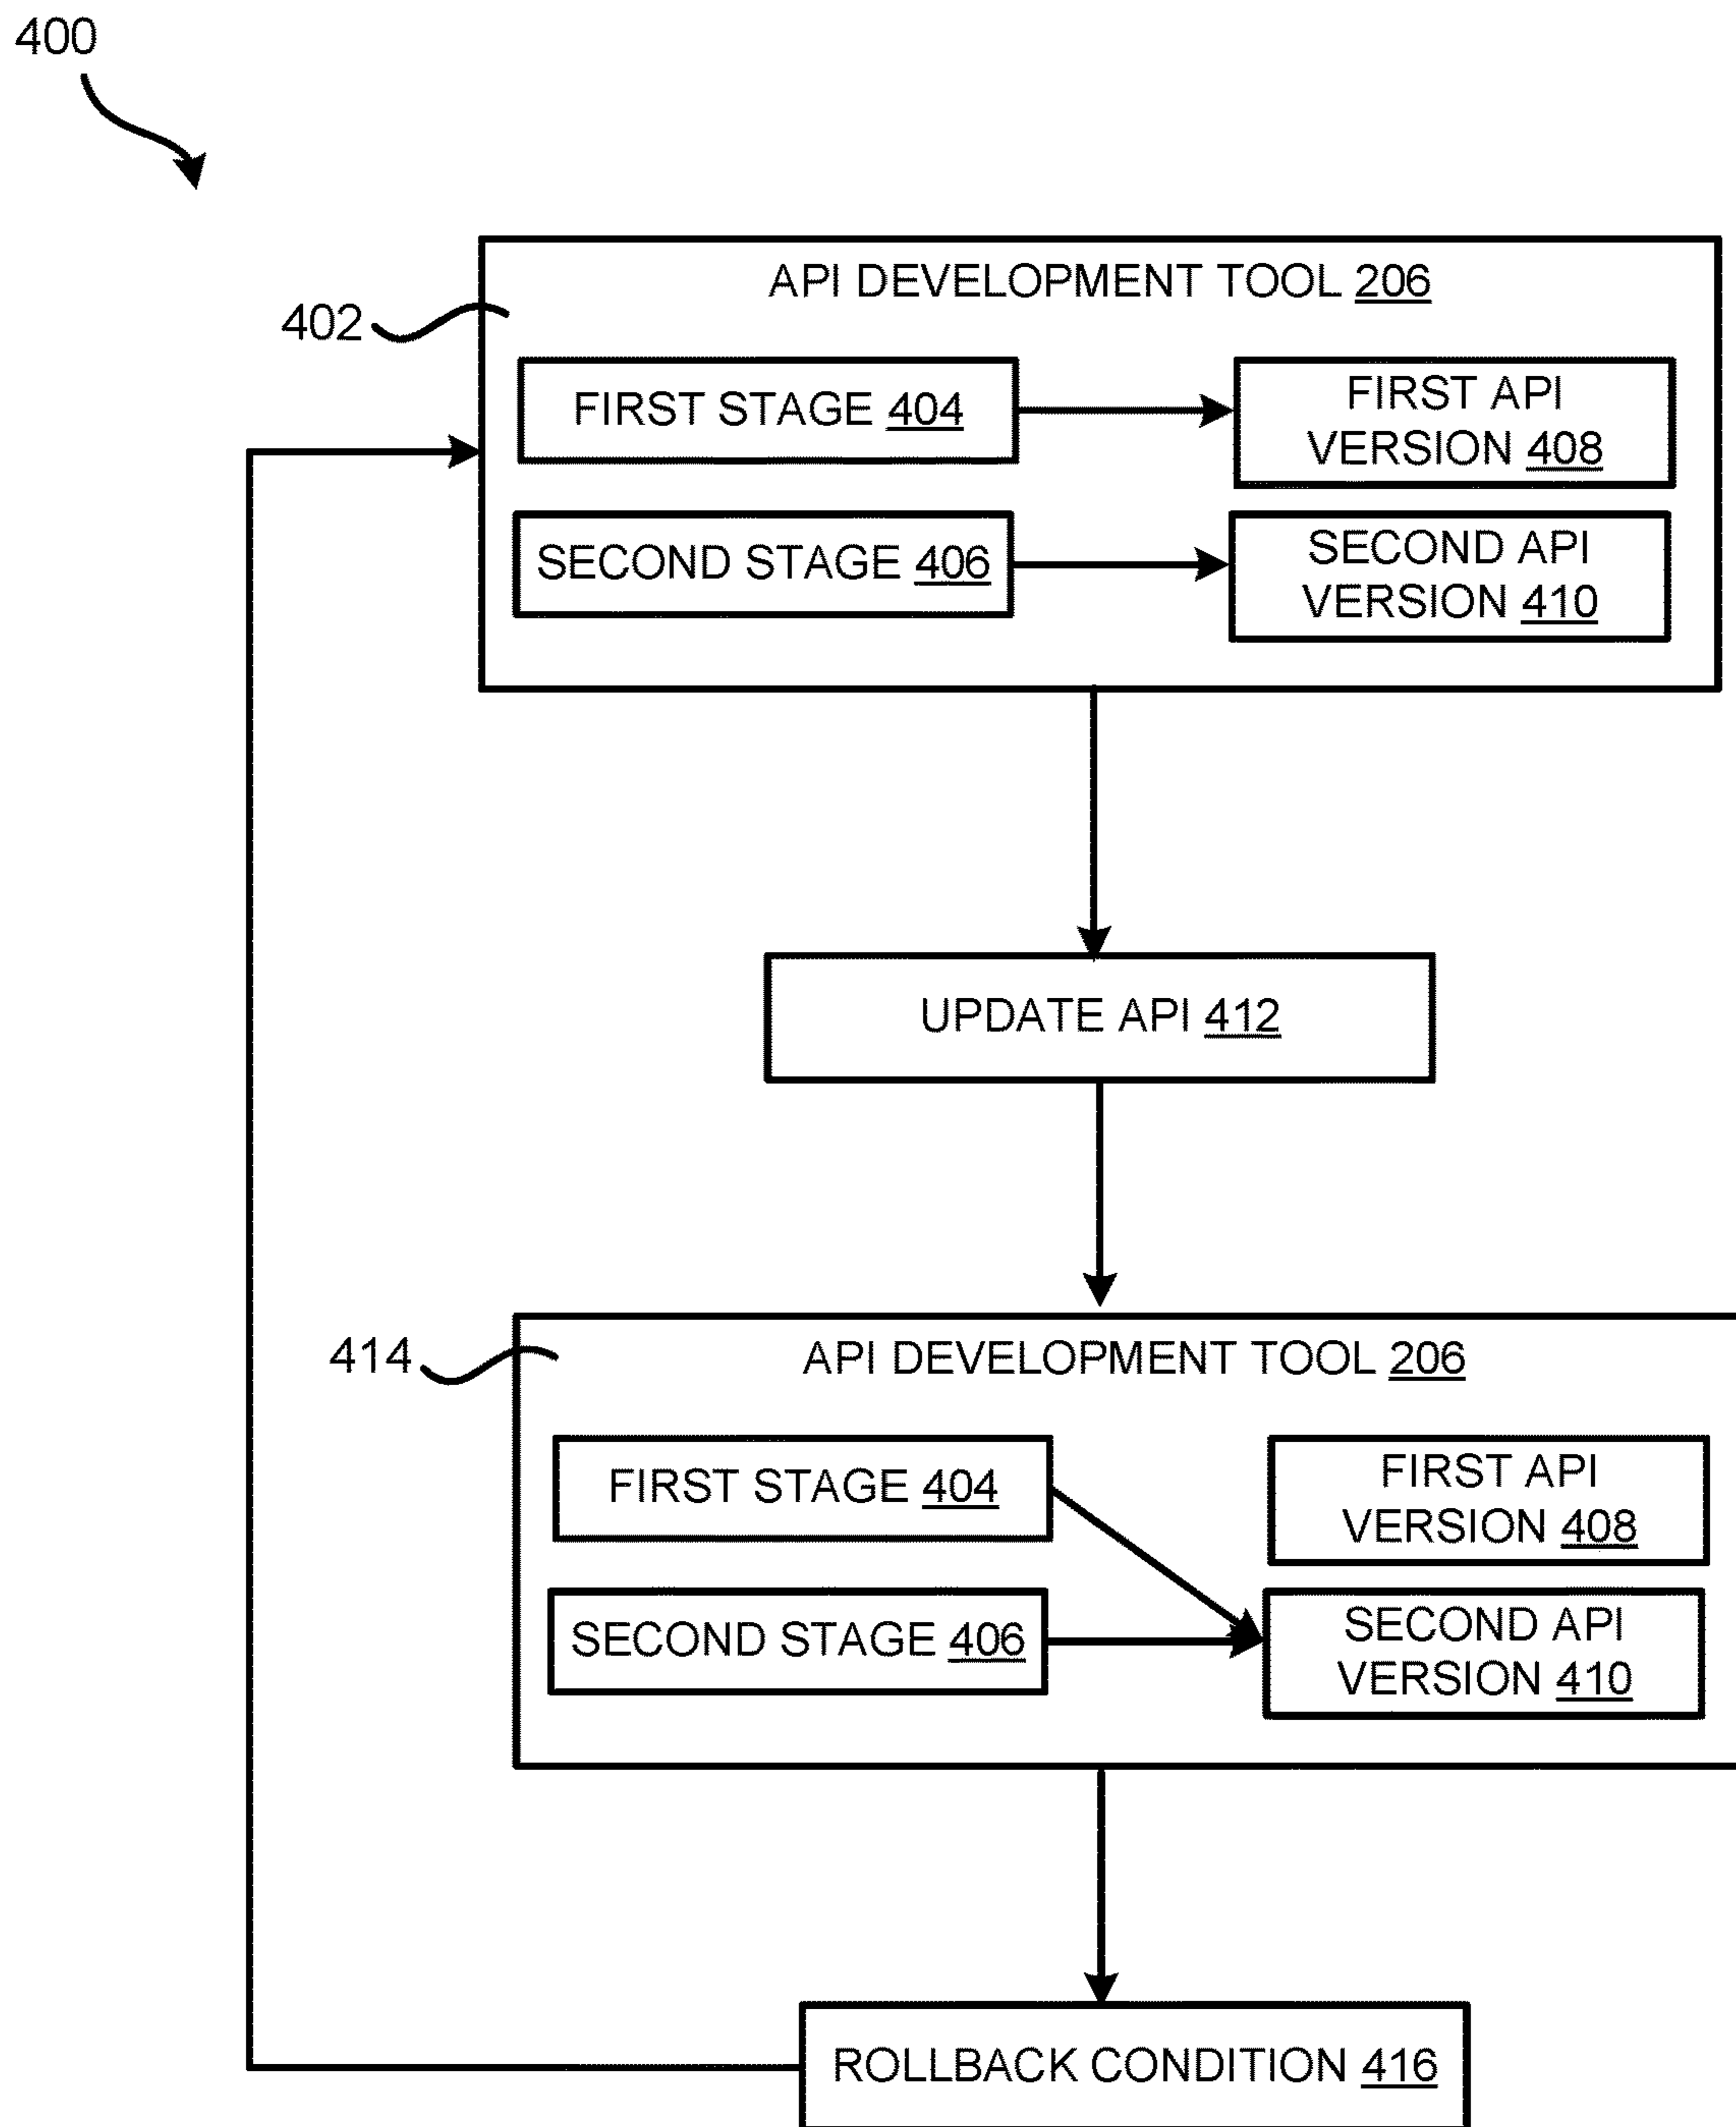 400
API DEVELOPMENT TOOL 206
402
FIRST STAGE 404
FIRST API
VERSION 408
SECOND STAGE 406
SECOND API
VERSION 410
UPDATE API 412
414
API DEVELOPMENT TOOL 206
FIRST STAGE 404
FIRST API
VERSION 408
SECOND STAGE 406
SECOND API
VERSION 410
ROLLBACK CONDITION 416